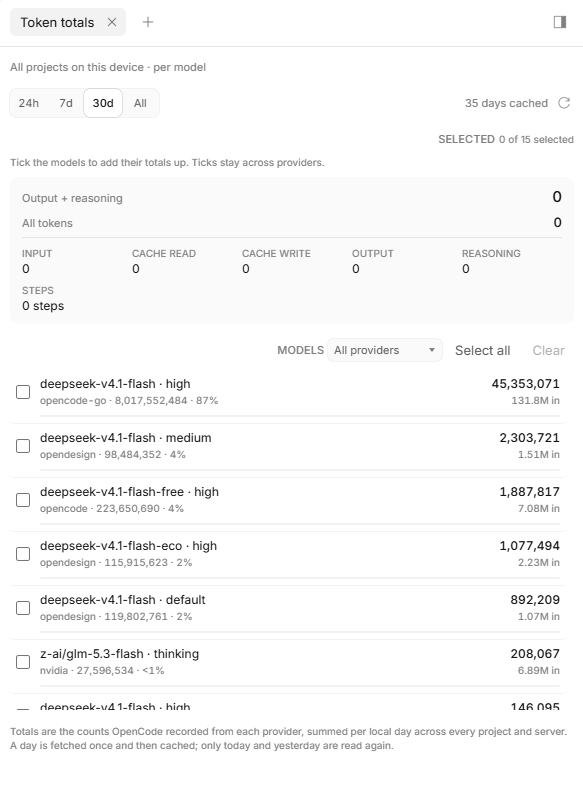 Token totals
All projects on this device · per model
24h 7d 30d All
35 days cached
SELECTED 0 of 15 selected
Tick the models to add their totals up. Ticks stay across providers.
Output + reasoning 0
All tokens 0
INPUT CACHE READ CACHE WRITE OUTPUT REASONING
0 0 0 0 0
STEPS
0 steps
MODELS All providers Select all Clear
deepseek-v4.1-flash · high 45,353,071
opencode-go · 8,017,552,484 · 87% 131.8M in
deepseek-v4.1-flash · medium 2,303,721
opendesign · 98,484,352 · 4% 1.51M in
deepseek-v4.1-flash-free · high 1,887,817
opencode · 223,650,690 · 4% 7.08M in
deepseek-v4.1-flash-eco · high 1,077,494
opendesign · 115,915,623 · 2% 2.23M in
deepseek-v4.1-flash · default 892,209
opendesign · 119,802,761 · 2% 1.07M in
z-ai/glm-5.3-flash · thinking 208,067
nvidia · 27,596,534 · <1% 6.89M in
deepseek-v4.1-flash · high 146,095
Totals are the counts OpenCode recorded from each provider, summed per local day across every project and server.
A day is fetched once and then cached; only today and yesterday are read again.